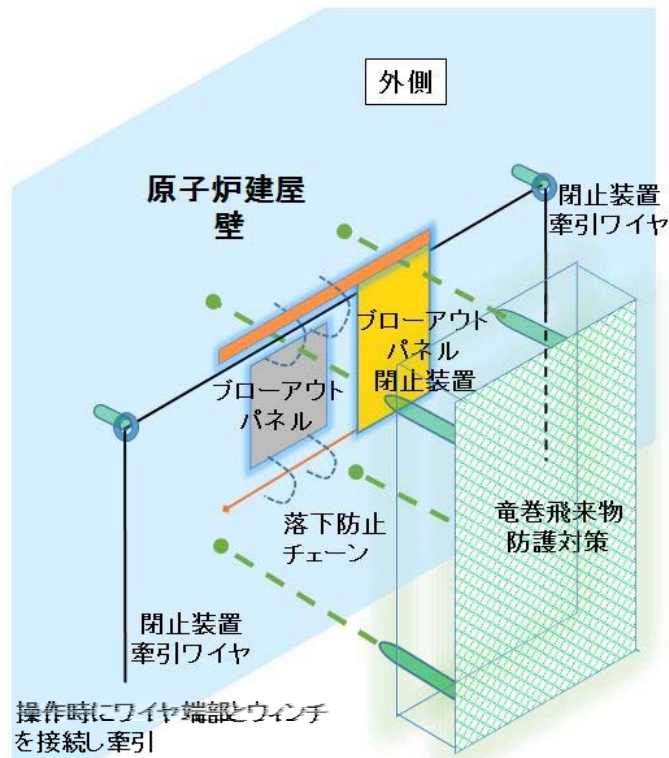 外側
原子炉建屋
壁
閉止装置
牽引ワイヤ
ブローアウト
パネル
閉止装置
ブローアウト
パネル
竜巻飛来物
防護対策
落下防止
チェーン
閉止装置
牽引ワイヤ
操作時にワイヤ端部とウィンチ
を接続し牽引